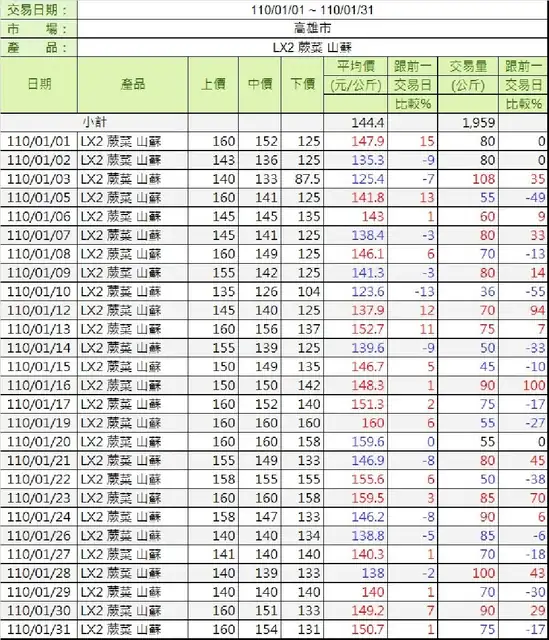 交易日期： 110/01/01 ~ 110/01/31
市　　場： 高雄市
產　　品： LX2 蕨菜 山蘇
日期 產品 上價 中價 下價 平均價 (元/公斤) 跟前一 交易日 比較% 交易量 (公斤) 跟前一 交易日 比較%
小計 144.4 1,959
110/01/01 LX2 蕨菜 山蘇 160 152 125 147.9 15 80 0
110/01/02 LX2 蕨菜 山蘇 143 136 125 135.3 -9 80 0
110/01/03 LX2 蕨菜 山蘇 140 133 87.5 125.4 -7 108 35
110/01/05 LX2 蕨菜 山蘇 160 141 125 141.8 13 55 -49
110/01/06 LX2 蕨菜 山蘇 145 145 135 143 1 60 9
110/01/07 LX2 蕨菜 山蘇 145 141 125 138.4 -3 80 33
110/01/08 LX2 蕨菜 山蘇 160 149 125 146.1 6 70 -13
110/01/09 LX2 蕨菜 山蘇 155 142 125 141.3 -3 80 14
110/01/10 LX2 蕨菜 山蘇 135 126 104 123.6 -13 36 -55
110/01/12 LX2 蕨菜 山蘇 145 140 125 137.9 12 70 94
110/01/13 LX2 蕨菜 山蘇 160 156 137 152.7 11 75 7
110/01/14 LX2 蕨菜 山蘇 155 139 125 139.6 -9 50 -33
110/01/15 LX2 蕨菜 山蘇 150 149 135 146.7 5 45 -10
110/01/16 LX2 蕨菜 山蘇 150 150 142 148.3 1 90 100
110/01/17 LX2 蕨菜 山蘇 160 152 140 151.3 2 75 -17
110/01/19 LX2 蕨菜 山蘇 160 160 160 160 6 55 -27
110/01/20 LX2 蕨菜 山蘇 160 160 158 159.6 0 55 0
110/01/21 LX2 蕨菜 山蘇 155 149 133 146.9 -8 80 45
110/01/22 LX2 蕨菜 山蘇 158 155 155 155.6 6 50 -38
110/01/23 LX2 蕨菜 山蘇 160 160 158 159.5 3 85 70
110/01/24 LX2 蕨菜 山蘇 158 147 133 146.2 -8 90 6
110/01/26 LX2 蕨菜 山蘇 140 140 134 138.8 -5 85 -6
110/01/27 LX2 蕨菜 山蘇 141 140 140 140.3 1 70 -18
110/01/28 LX2 蕨菜 山蘇 140 139 133 138 -2 100 43
110/01/29 LX2 蕨菜 山蘇 140 140 140 140 1 70 -30
110/01/30 LX2 蕨菜 山蘇 160 151 133 149.2 7 90 29
110/01/31 LX2 蕨菜 山蘇 160 154 131 150.7 1 75 -17